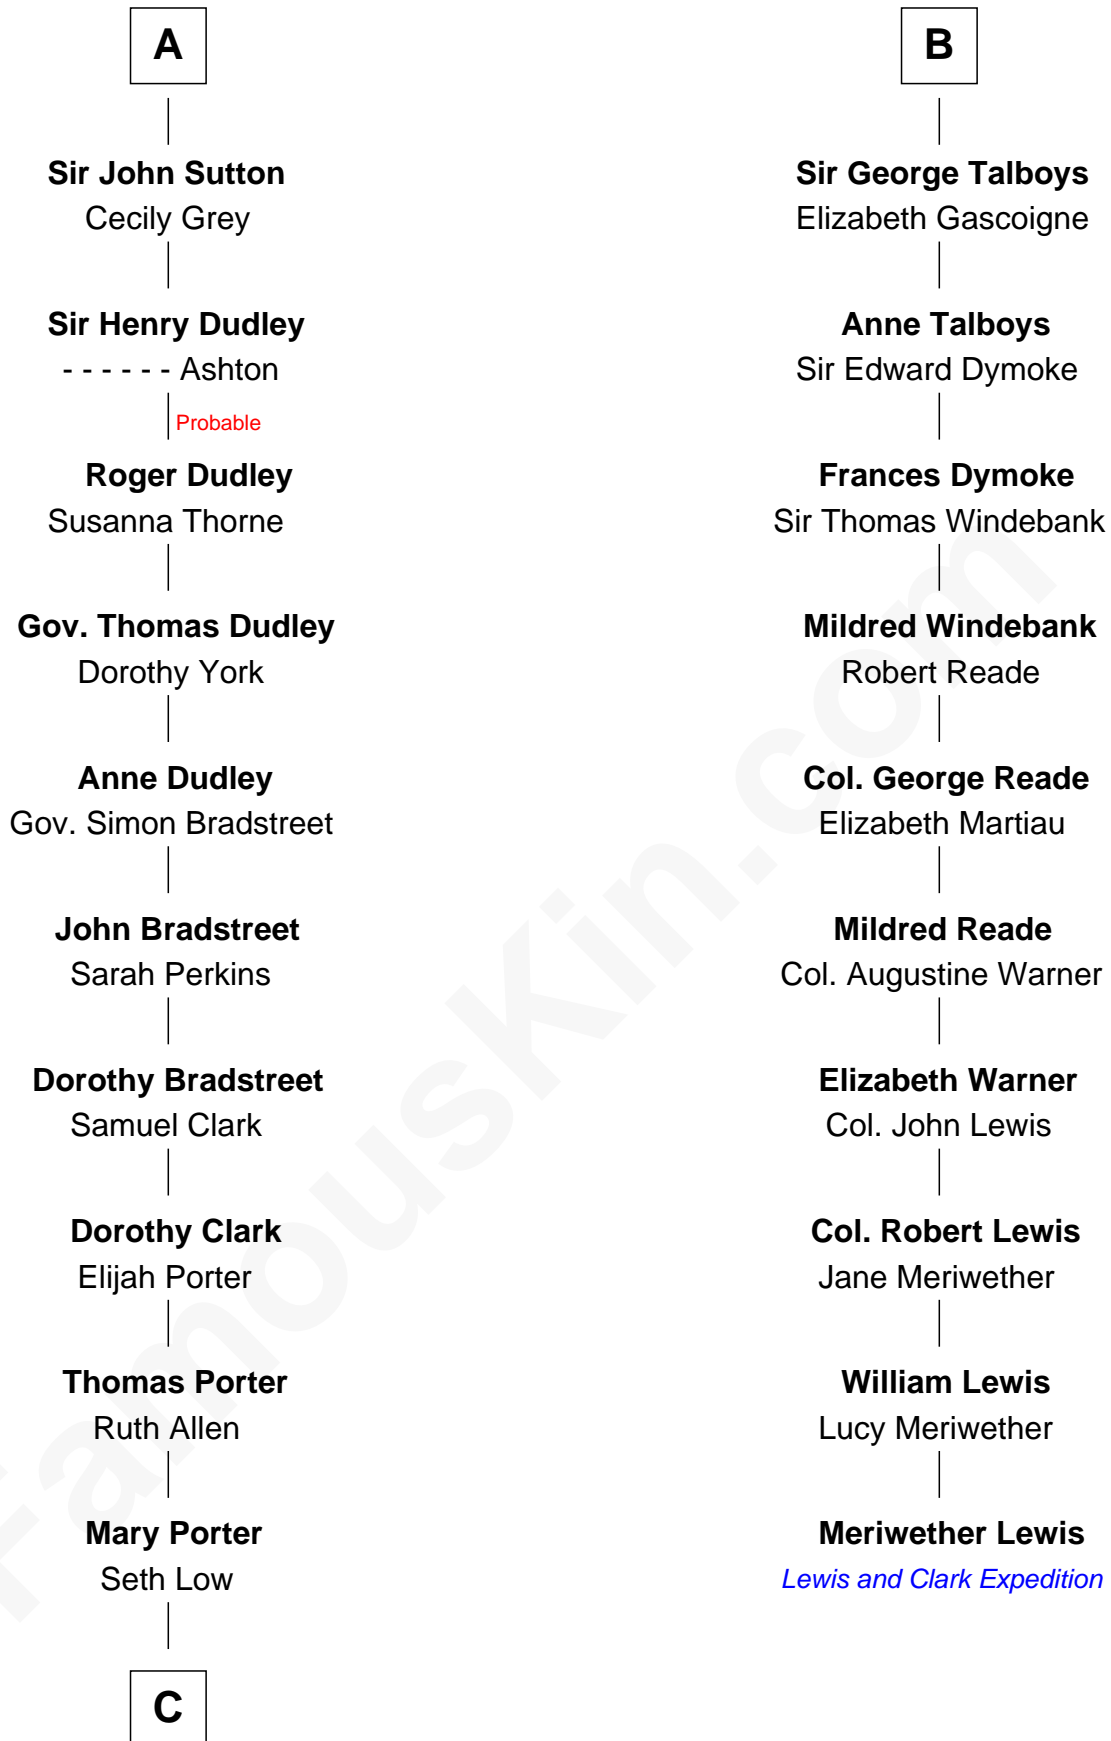 A
Sir John Sutton
Cecily Grey
Sir Henry Dudley
- - - - - - Ashton
Probable
Roger Dudley
Susanna Thorne
Gov. Thomas Dudley
Dorothy York
Anne Dudley
Gov. Simon Bradstreet
John Bradstreet
Sarah Perkins
Dorothy Bradstreet
Samuel Clark
Dorothy Clark
Elijah Porter
Thomas Porter
Ruth Allen
Mary Porter
Seth Low
C
B
Sir George Talboys
Elizabeth Gascoigne
Anne Talboys
Sir Edward Dymoke
Frances Dymoke
Sir Thomas Windebank
Mildred Windebank
Robert Reade
Col. George Reade
Elizabeth Martiau
Mildred Reade
Col. Augustine Warner
Elizabeth Warner
Col. John Lewis
Col. Robert Lewis
Jane Meriwether
William Lewis
Lucy Meriwether
Meriwether Lewis
Lewis and Clark Expedition
FamousKin.com